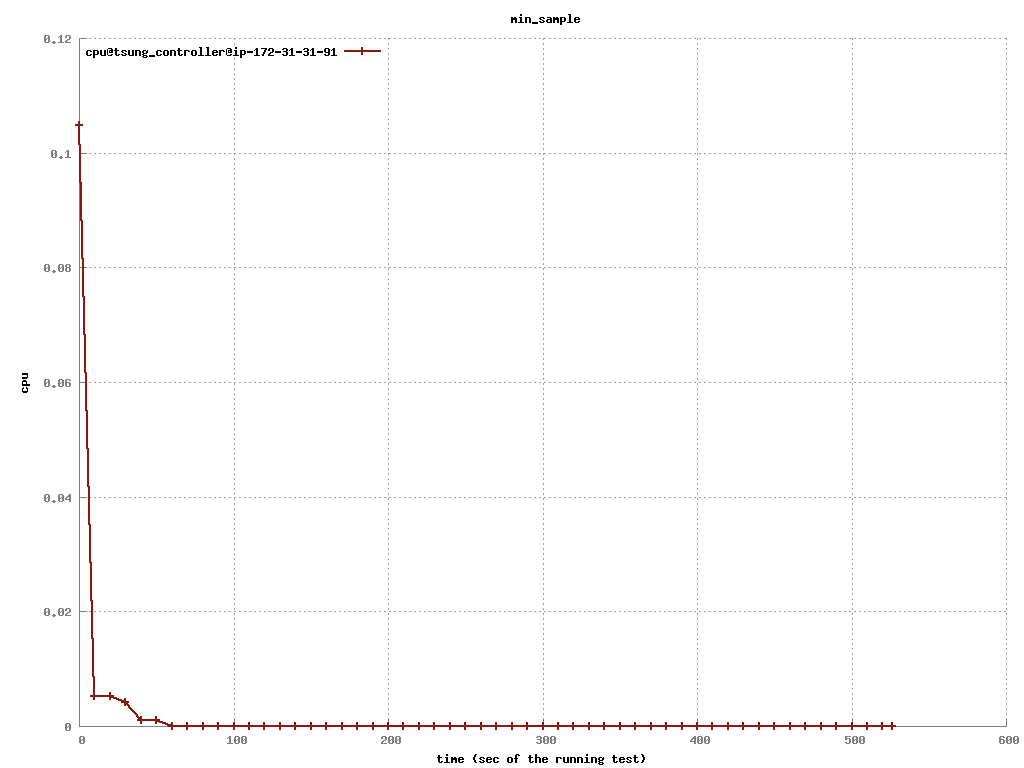 min_sample
0.12
cpu@tsung_controller@ip-172-31-31-91
0.1
0.08
0.06
cpu
0.04
0.02
0
0 100 200 300 400 500 600
time (sec of the running test)